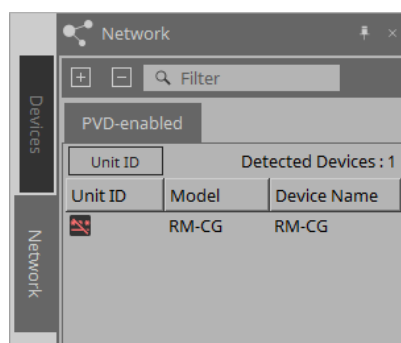 Network
Filter
Devices
PVD-enabled
Unit ID
Detected Devices : 1
Unit ID Model Device Name
RM-CG RM-CG
Network